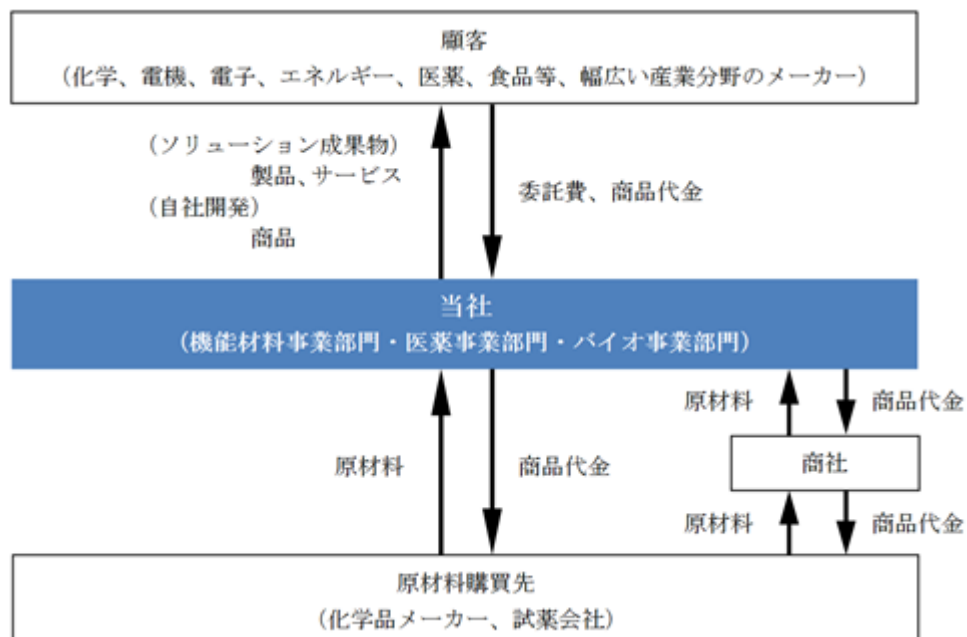 顧客
（化学、電機、電子、エネルギー、医薬、食品等、幅広い産業分野のメーカー）
（ソリューション成果物）
製品、サービス
（自社開発）
商品
委託費、商品代金
当社
（機能材料事業部門・医薬事業部門・バイオ事業部門）
原材料
商品代金
原材料
商品代金
商社
原材料
商品代金
原材料購買先
（化学品メーカー、試薬会社）